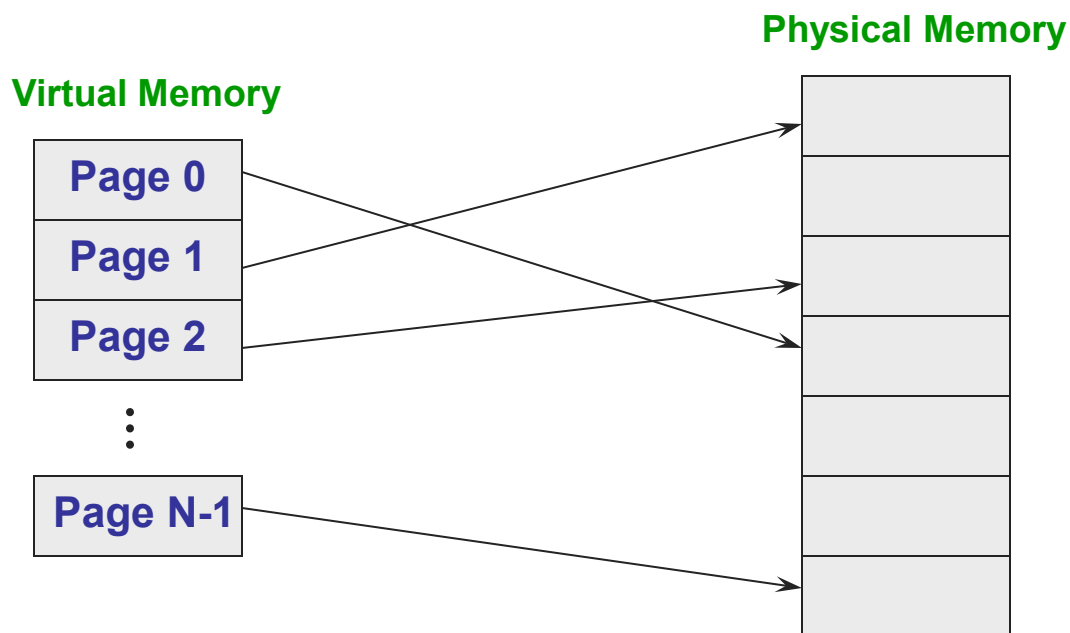 Physical Memory
Virtual Memory
Page 0
Page 1
Page 2
Page N-1